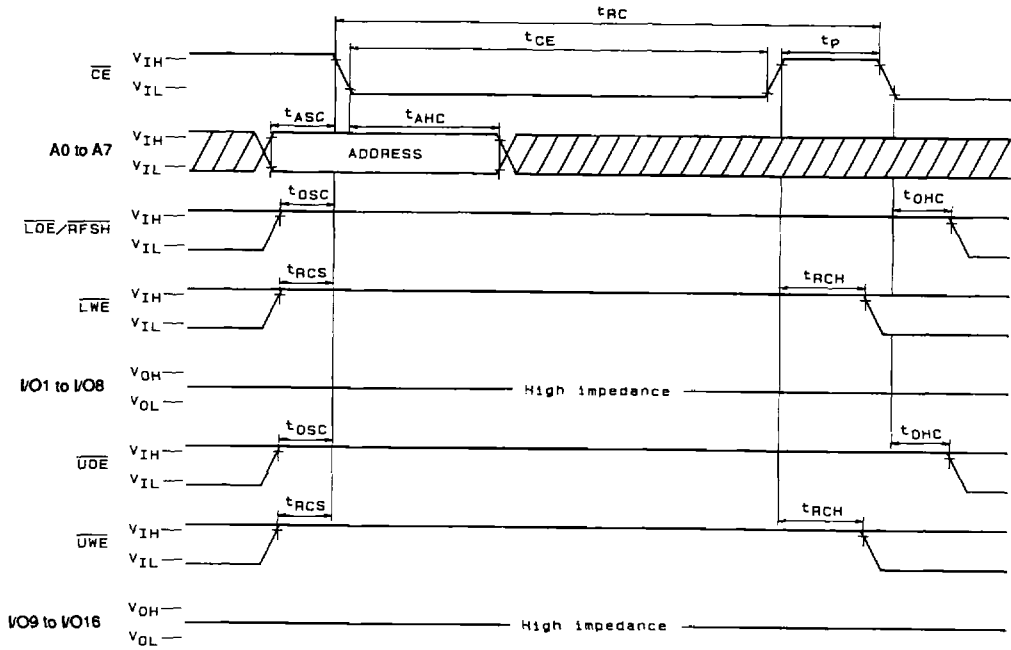 tRC
tCE
tP
CE
VIH
VIL
tASC
tAHC
A0 to A7
VIH
VIL
ADDRESS
tOSC
tOHC
LOE/RFSH
VIH
VIL
tRCS
tRCH
LWE
VIH
VIL
I/O1 to I/O8
VOH
VOL
High impedance
tOSC
tOHC
UOE
VIH
VIL
tRCS
tRCH
UWE
VIH
VIL
I/O9 to I/O16
VOH
VOL
High impedance